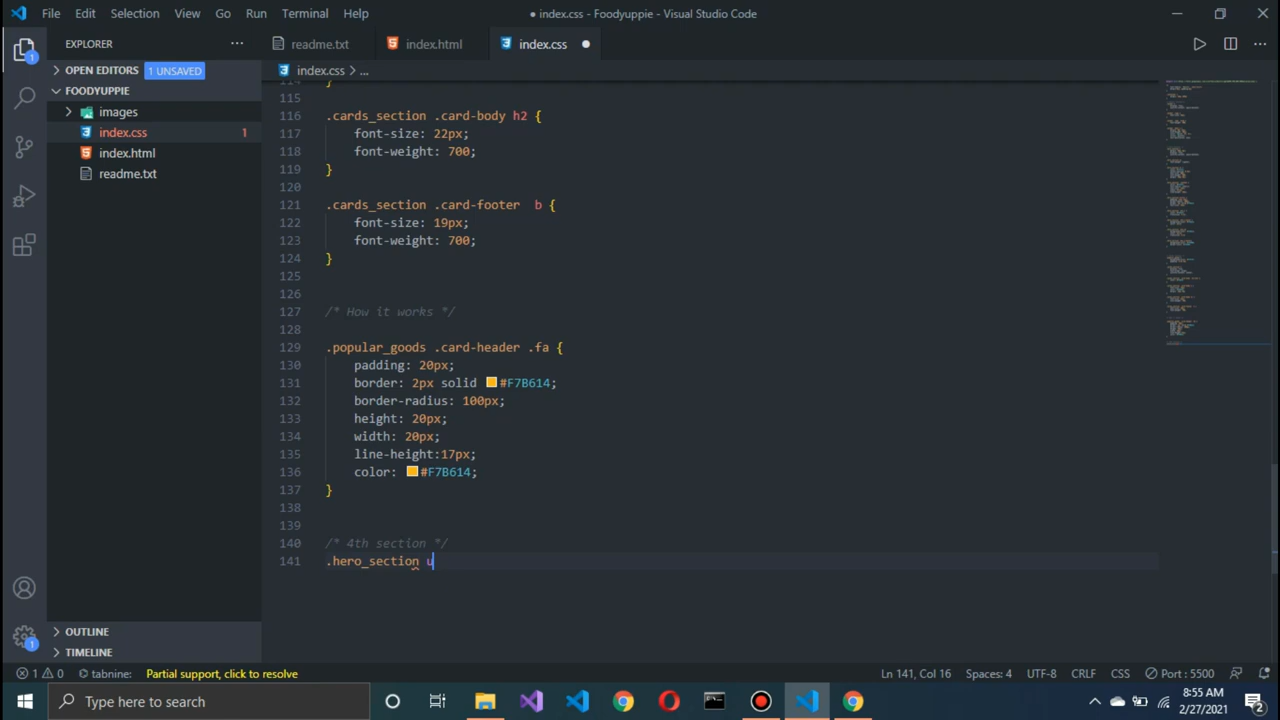 File Edit Selection View Go Run Terminal Help
● index.css - Foodyuppie - Visual Studio Code
EXPLORER
readme.txt index.html index.css
OPEN EDITORS 1 UNSAVED
index.css > ...
FOODYUPPIE
images
index.css 1
index.html
readme.txt
114 }
115
116 .cards_section .card-body h2 {
117 font-size: 22px;
118 font-weight: 700;
119 }
120
121 .cards_section .card-footer  b {
122 font-size: 19px;
123 font-weight: 700;
124 }
125
126
127 /* How it works */
128
129 .popular_goods .card-header .fa {
130 padding: 20px;
131 border: 2px solid #F7B614;
132 border-radius: 100px;
133 height: 20px;
134 width: 20px;
135 line-height:17px;
136 color: #F7B614;
137 }
138
139
140 /* 4th section */
141 .hero_section u
OUTLINE
TIMELINE
1 0 tabnine: Partial support, click to resolve
Ln 141, Col 16 Spaces: 4 UTF-8 CRLF CSS Port : 5500
Type here to search
8:55 AM
2/27/2021
1
1
2